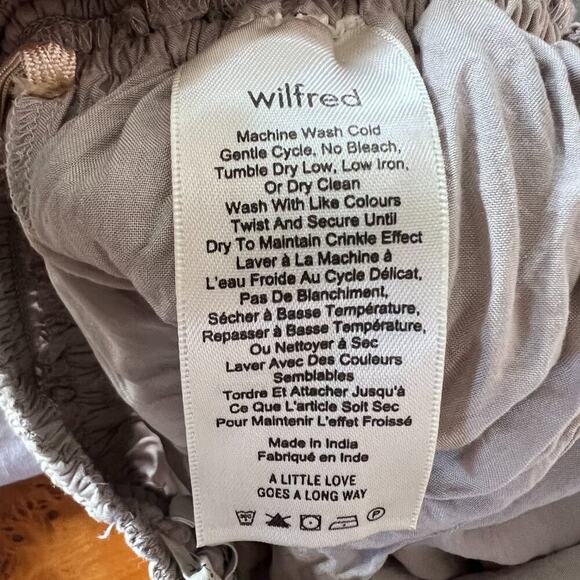 wilfred
Machine Wash Cold
Gentle Cycle, No Bleach,
Tumble Dry Low, Low Iron,
Or Dry Clean
Wash With Like Colours
Twist And Secure Until
Dry To Maintain Crinkle Effect
Laver à La Machine à
L'eau Froide Au Cycle Délicat,
Pas De Blanchiment,
Sécher à Basse Température,
Repasser à Basse Température,
Ou Nettoyer à Sec
Laver Avec Des Couleurs
Semblables
Tordre Et Attacher Jusqu'à
Ce Que L'article Soit Sec
Pour Maintenir L'effet Froissé
Made in India
Fabriqué en Inde
A LITTLE LOVE
GOES A LONG WAY
P